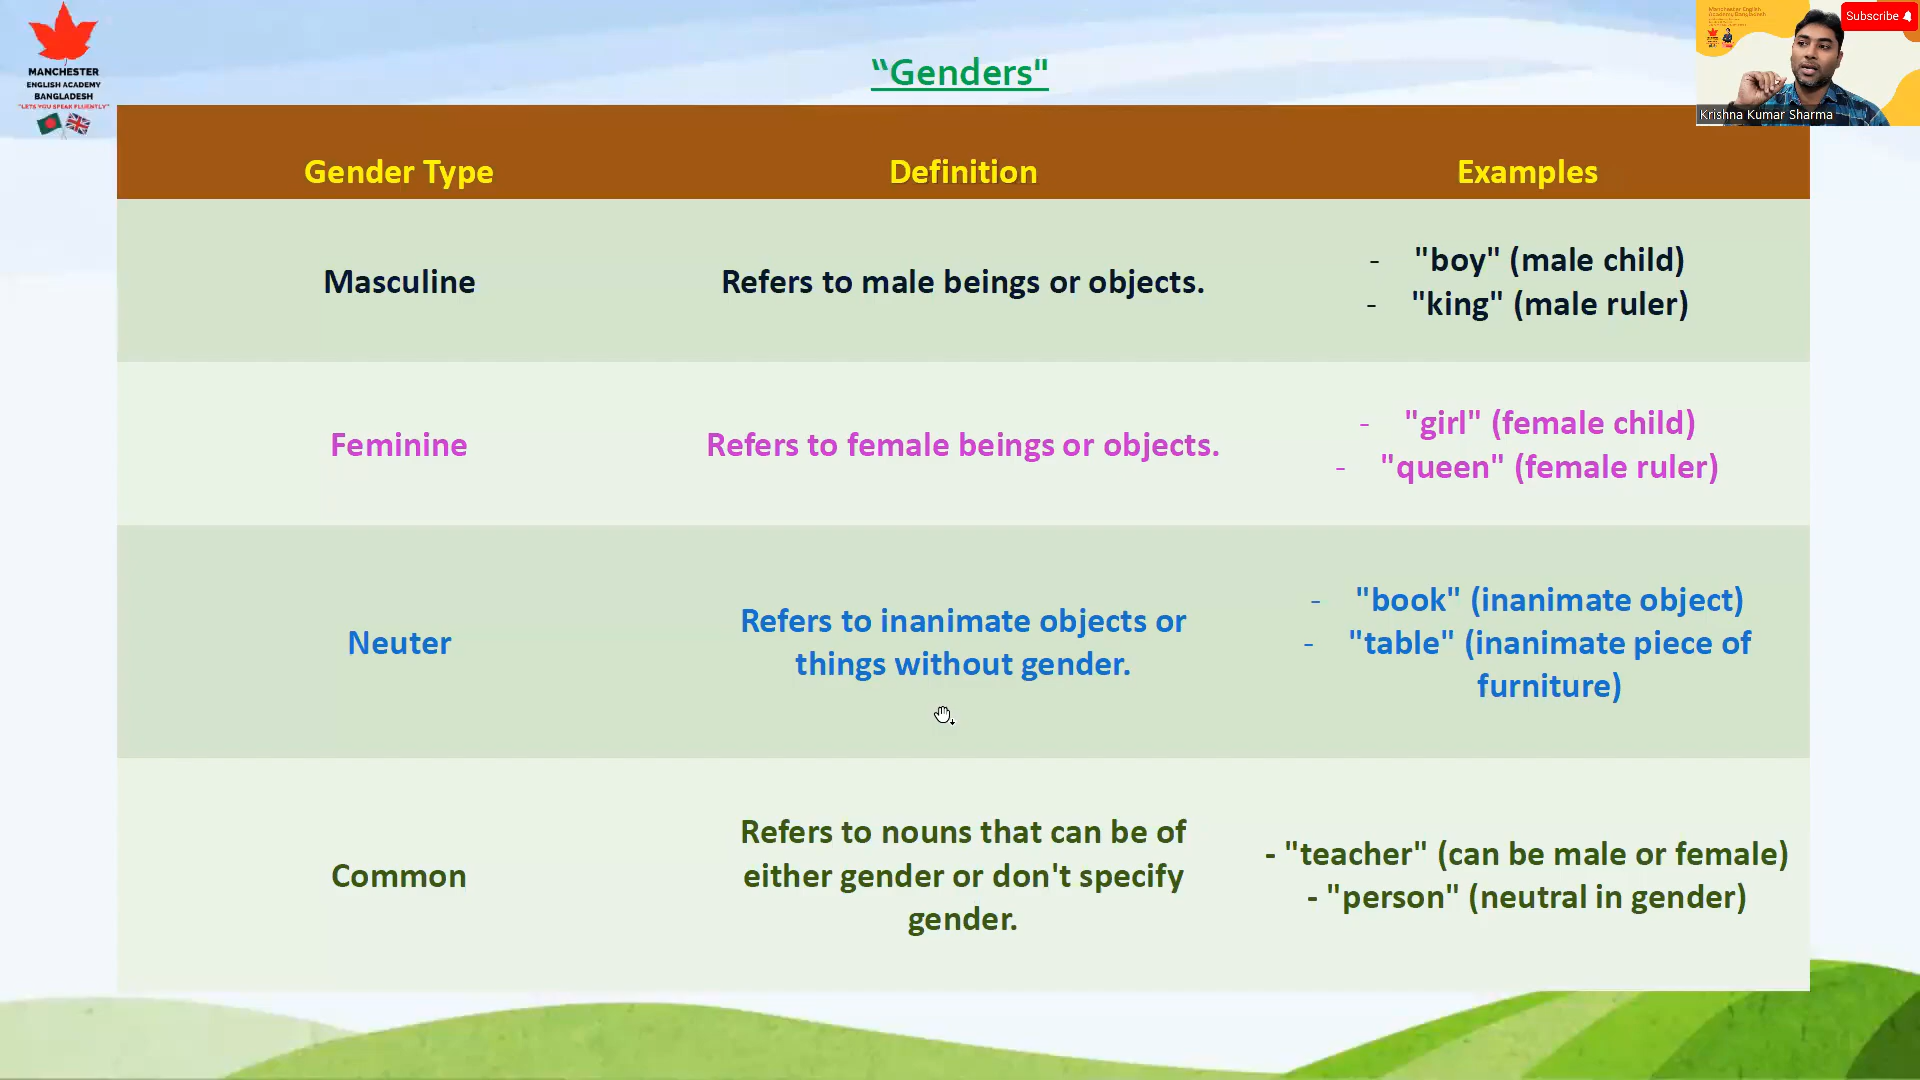 MANCHESTER
ENGLISH ACADEMY
BANGLADESH
"LETS YOU SPEAK FLUENTLY"
“Genders"
Subscribe
Manchester English
Academy Bangladesh
Krishna Kumar Sharma
Gender Type
Definition
Examples
Masculine
Refers to male beings or objects.
- "boy" (male child)
- "king" (male ruler)
Feminine
Refers to female beings or objects.
- "girl" (female child)
- "queen" (female ruler)
Neuter
Refers to inanimate objects or
things without gender.
- "book" (inanimate object)
- "table" (inanimate piece of
furniture)
Common
Refers to nouns that can be of
either gender or don't specify
gender.
- "teacher" (can be male or female)
- "person" (neutral in gender)